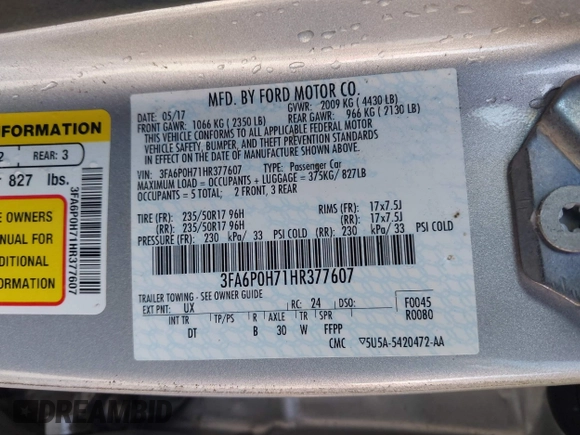 MFD. BY FORD MOTOR CO.
DATE: 05/17 GVWR: 2009 KG ( 4430 LB)
FRONT GAWR: 1066 KG ( 2350 LB) REAR GAWR: 966 KG ( 2130 LB)
THIS VEHICLE CONFORMS TO ALL APPLICABLE FEDERAL MOTOR
VEHICLE SAFETY, BUMPER, AND THEFT PREVENTION STANDARDS
IN EFFECT ON THE DATE OF MANUFACTURE SHOWN ABOVE.
VIN: 3FA6P0H71HR377607 TYPE: Passenger Car
MAXIMUM LOAD = OCCUPANTS + LUGGAGE = 375KG/ 827LB
OCCUPANTS = 5 TOTAL; 2 FRONT, 3 REAR
TIRE (FR): 235/50R17 96H RIMS (FR): 17x7.5J
(RR): 235/50R17 96H (RR): 17x7.5J
PRESSURE (FR): 230 kPa/ 33 PSI COLD (RR): 230 kPa/ 33 PSI COLD
3FA6P0H71HR377607
TRAILER TOWING - SEE OWNER GUIDE
EXT PNT: UX RC: 24 DSO: F0045
R0080
INT TR TP/PS R AXLE TR SPR
DT B 30 W FFPP
CMC ▽5U5A-5420472-AA
FORMATION
2 REAR: 3
r 827 lbs.
3FA6P0H71HR377607
E OWNERS
NUAL FOR
DITIONAL
ORMATION
DREAMBID